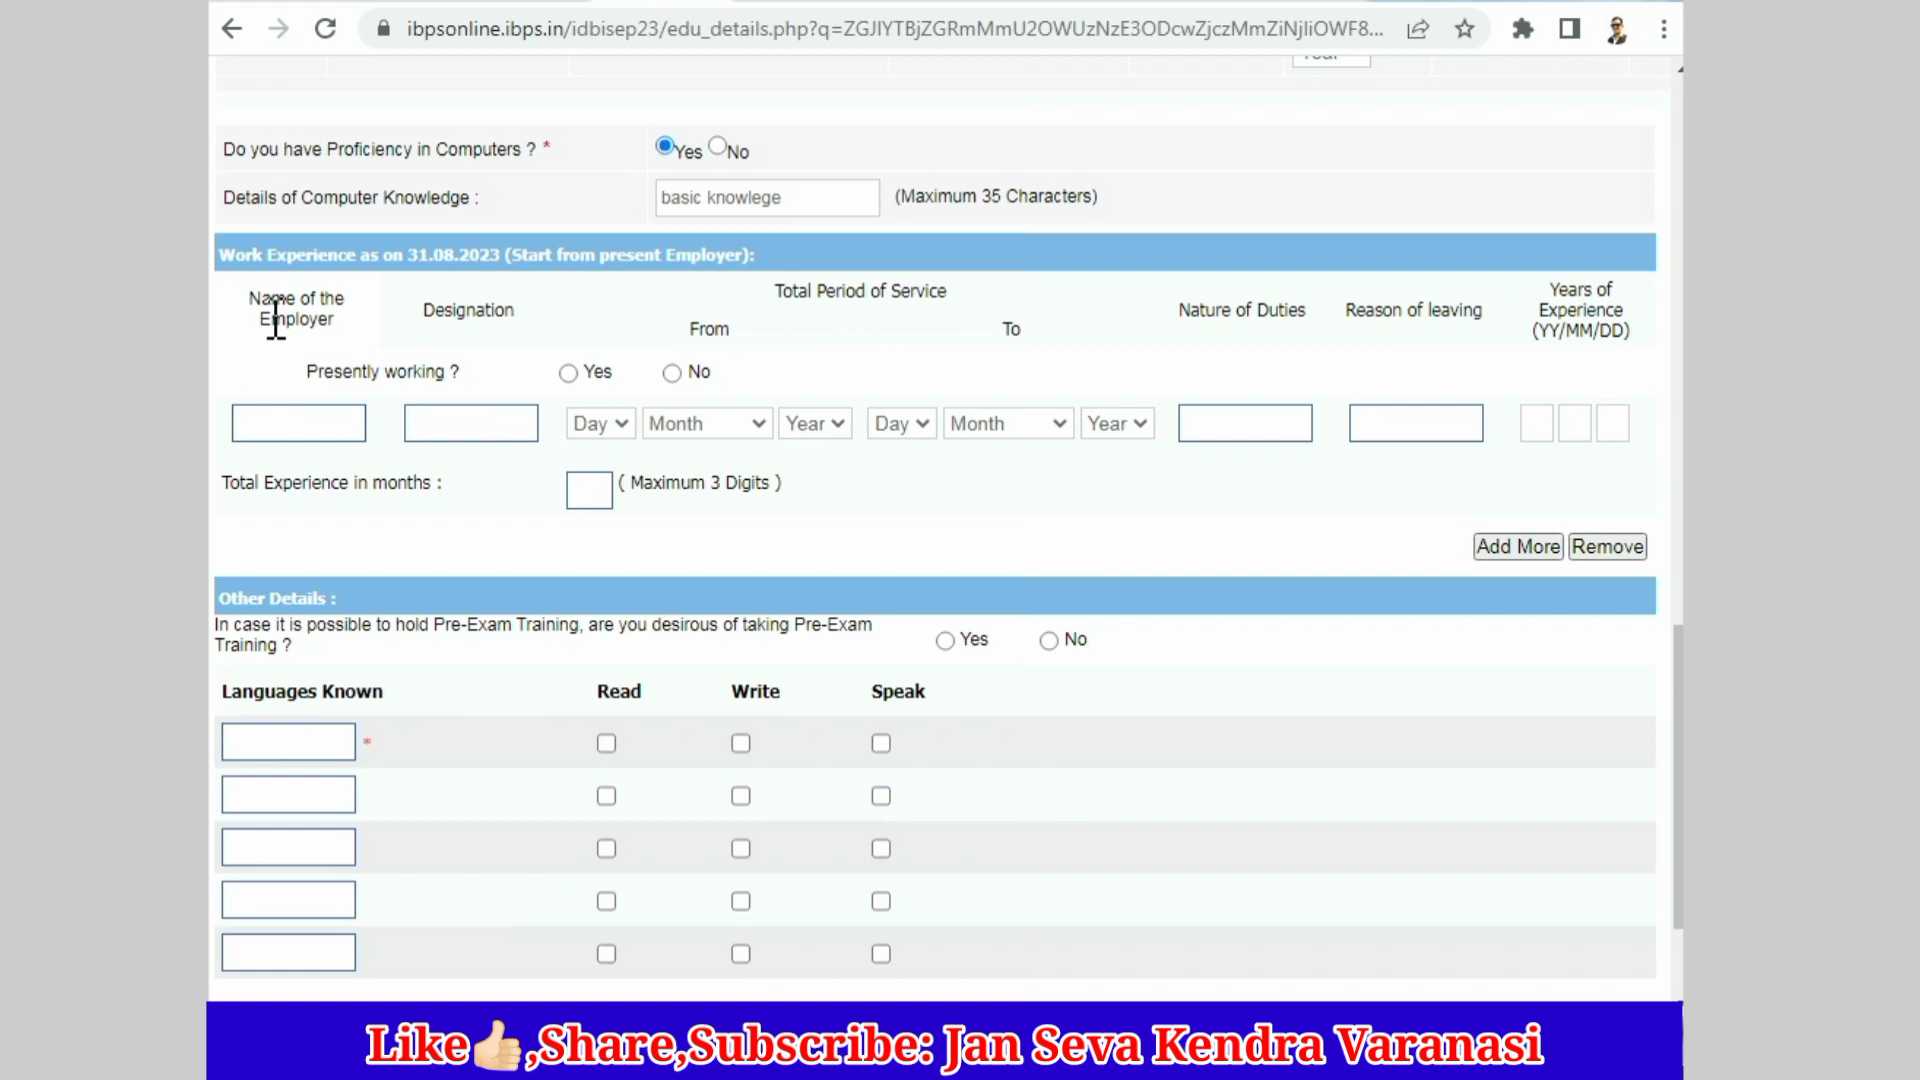 ibpsonline.ibps.in/idbisep23/edu_details.php?q=ZGJIYTBjZGRmMmU2OWUzNzE3ODcwZjczMmZiNjliOWF8...
Year
Do you have Proficiency in Computers ? * Yes No
Details of Computer Knowledge : basic knowlege (Maximum 35 Characters)
Work Experience as on 31.08.2023 (Start from present Employer):
Name of the Employer Designation Total Period of Service From To Nature of Duties Reason of leaving Years of Experience (YY/MM/DD)
Presently working ? Yes No
Day Month Year Day Month Year
Total Experience in months : ( Maximum 3 Digits )
Add More Remove
Other Details :
In case it is possible to hold Pre-Exam Training, are you desirous of taking Pre-Exam
Training ? Yes No
Languages Known Read Write Speak
*
Like👍🏻,Share,Subscribe: Jan Seva Kendra Varanasi